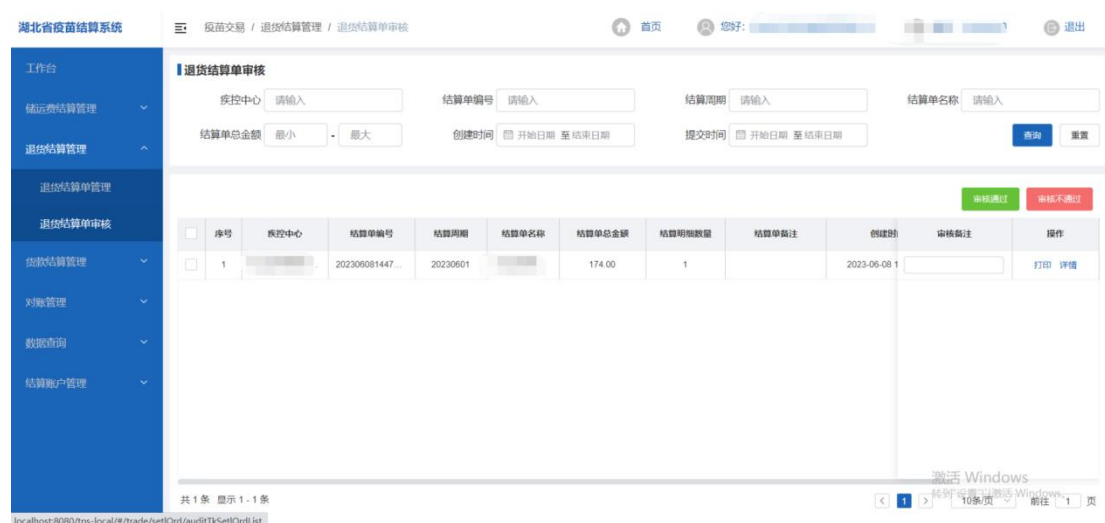 湖北省疫苗结算系统
疫苗交易 / 退货结算管理 / 退货结算单审核
首页
您好:
退出
工作台
储运费结算管理
退货结算管理
退货结算单管理
退货结算单审核
货款结算管理
对账管理
数据查询
结算账户管理
退货结算单审核
疾控中心 请输入 结算单编号 请输入 结算周期 请输入 结算单名称 请输入
结算单总金额 最小 - 最大 创建时间 开始日期 至 结束日期 提交时间 开始日期 至 结束日期 查询 重置
审核通过 审核不通过
序号 疾控中心 结算单编号 结算周期 结算单名称 结算单总金额 结算明细数量 结算单备注 创建时 审核备注 操作
1 202306081447... 20230601 174.00 1 2023-06-08 1 打印 详情
激活 Windows
转到"设置"以激活 Windows。
共 1 条 显示 1 - 1 条 1 10条/页 前往 1 页
localhost:8080/tps-local/#/trade/setlOrd/auditTkSetlOrdList